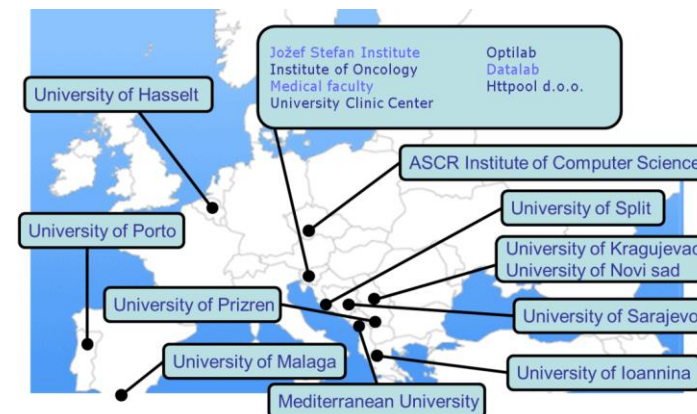 Jožef Stefan Institute
Institute of Oncology
Medical faculty
University Clinic Center
Optilab
Datalab
Httpool d.o.o.
University of Hasselt
ASCR Institute of Computer Science
University of Split
University of Porto
University of Kragujevac
University of Novi sad
University of Prizren
University of Sarajevo
University of Malaga
University of Ioannina
Mediterranean University